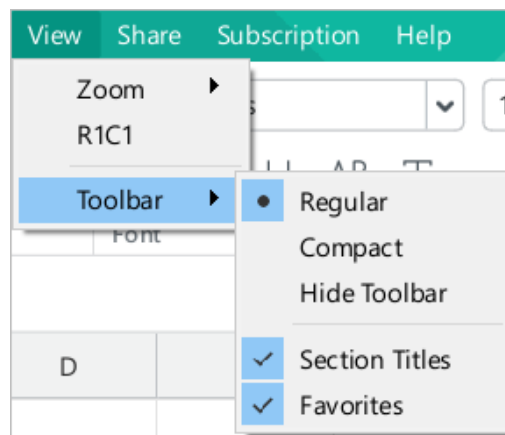 View Share Subscription Help
Zoom
R1C1
Toolbar
Regular
Compact
Hide Toolbar
Section Titles
Favorites
Font
D